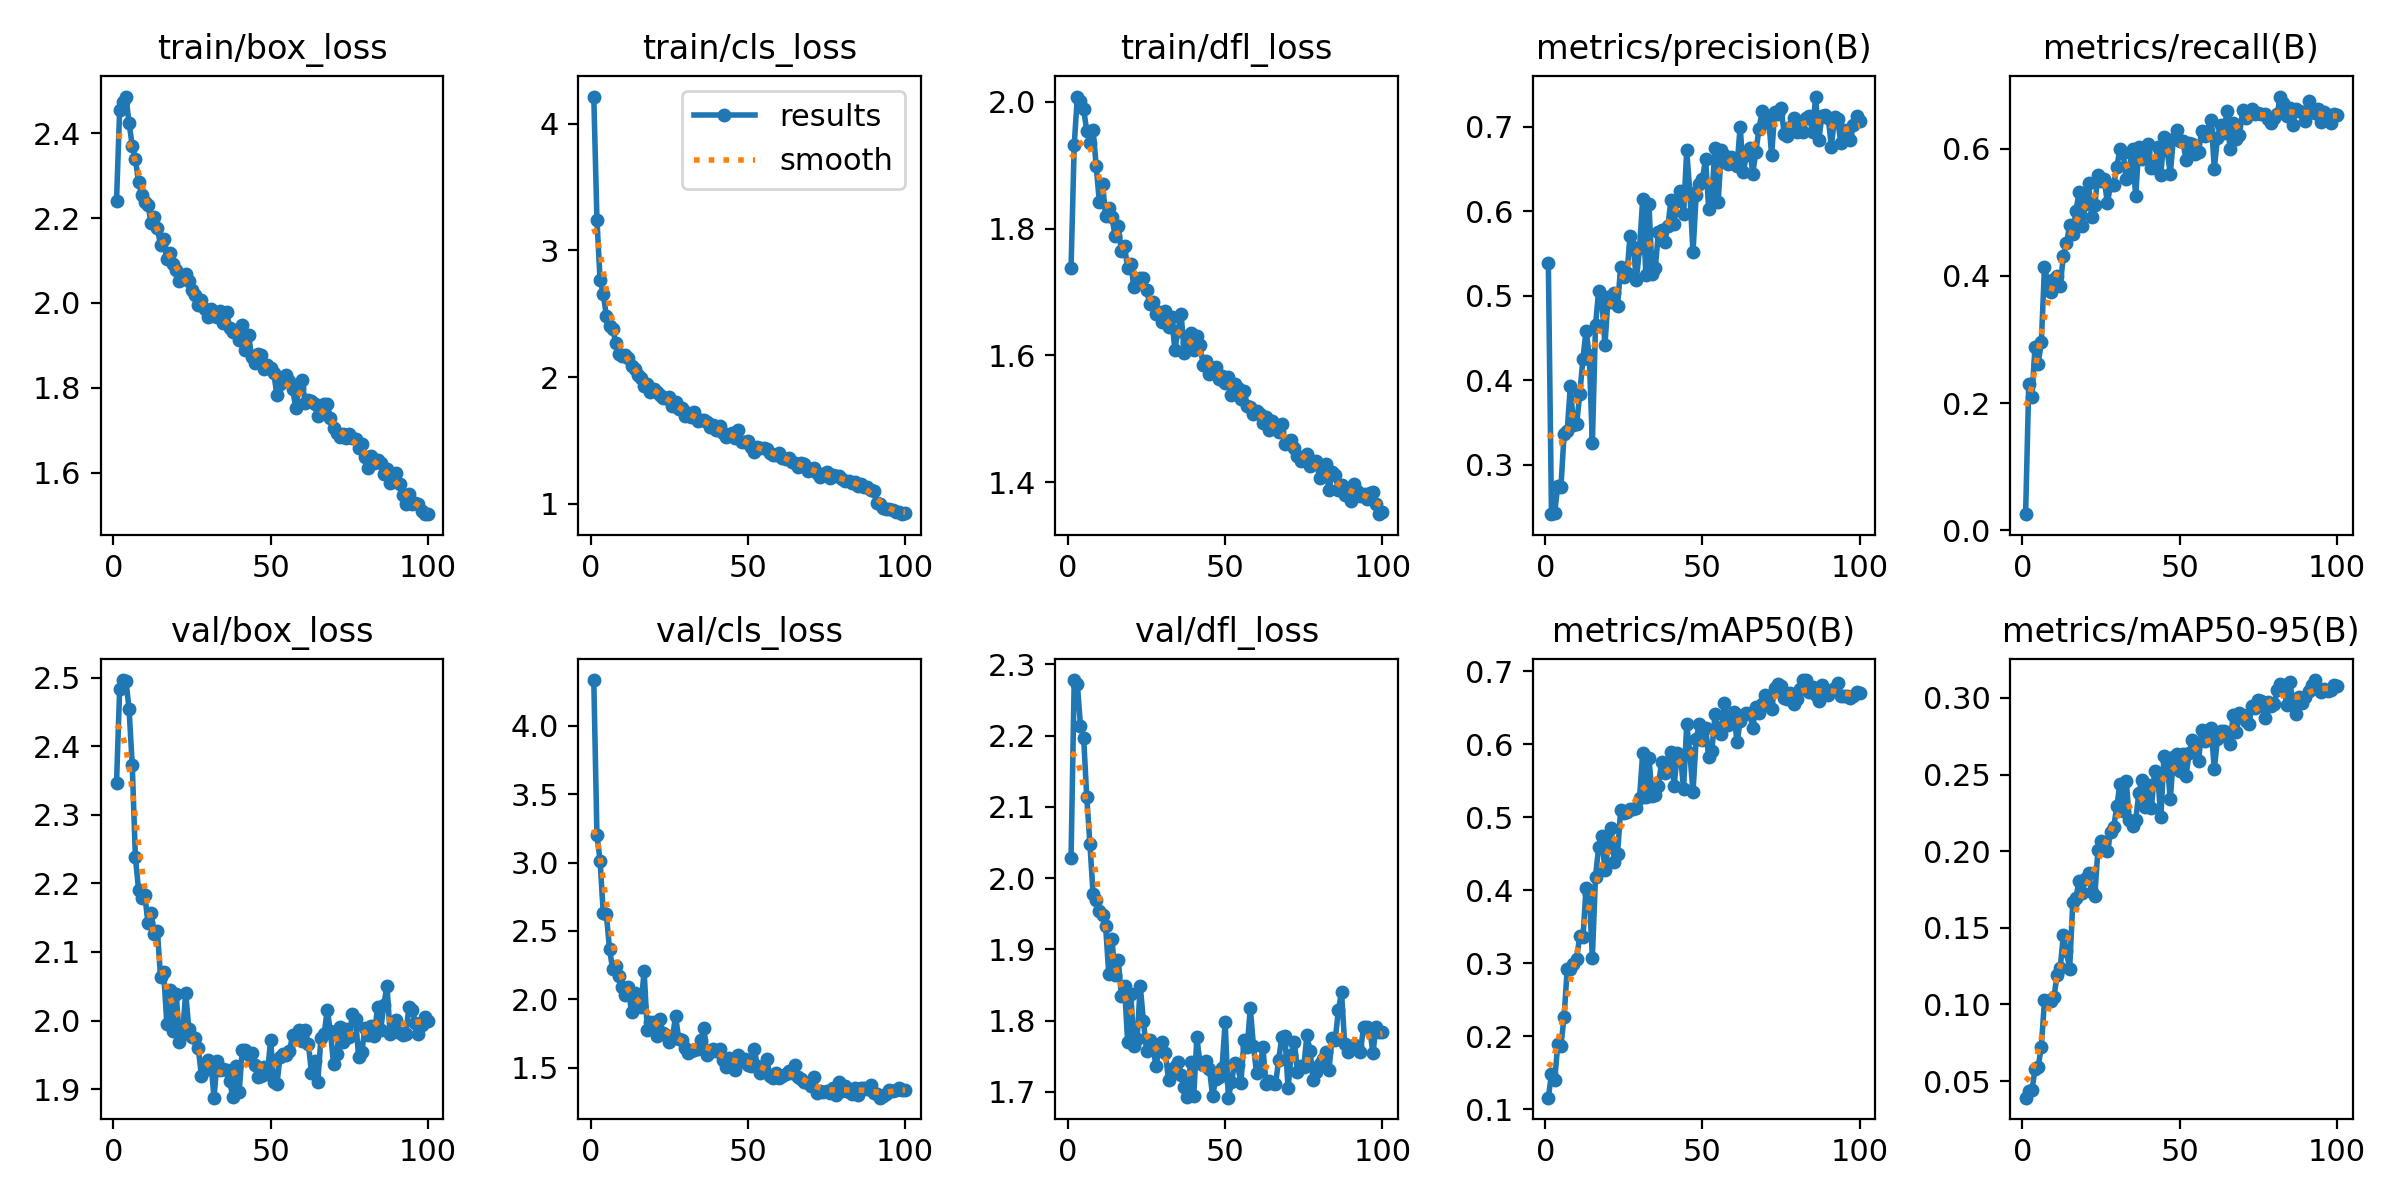 train/box_loss
2.4
2.2
2.0
1.8
1.6
0 50 100
train/cls_loss
results
smooth
4
3
2
1
0 50 100
train/dfl_loss
2.0
1.8
1.6
1.4
0 50 100
metrics/precision(B)
0.7
0.6
0.5
0.4
0.3
0 50 100
metrics/recall(B)
0.6
0.4
0.2
0.0
0 50 100
val/box_loss
2.5
2.4
2.3
2.2
2.1
2.0
1.9
0 50 100
val/cls_loss
4.0
3.5
3.0
2.5
2.0
1.5
0 50 100
val/dfl_loss
2.3
2.2
2.1
2.0
1.9
1.8
1.7
0 50 100
metrics/mAP50(B)
0.7
0.6
0.5
0.4
0.3
0.2
0.1
0 50 100
metrics/mAP50-95(B)
0.30
0.25
0.20
0.15
0.10
0.05
0 50 100